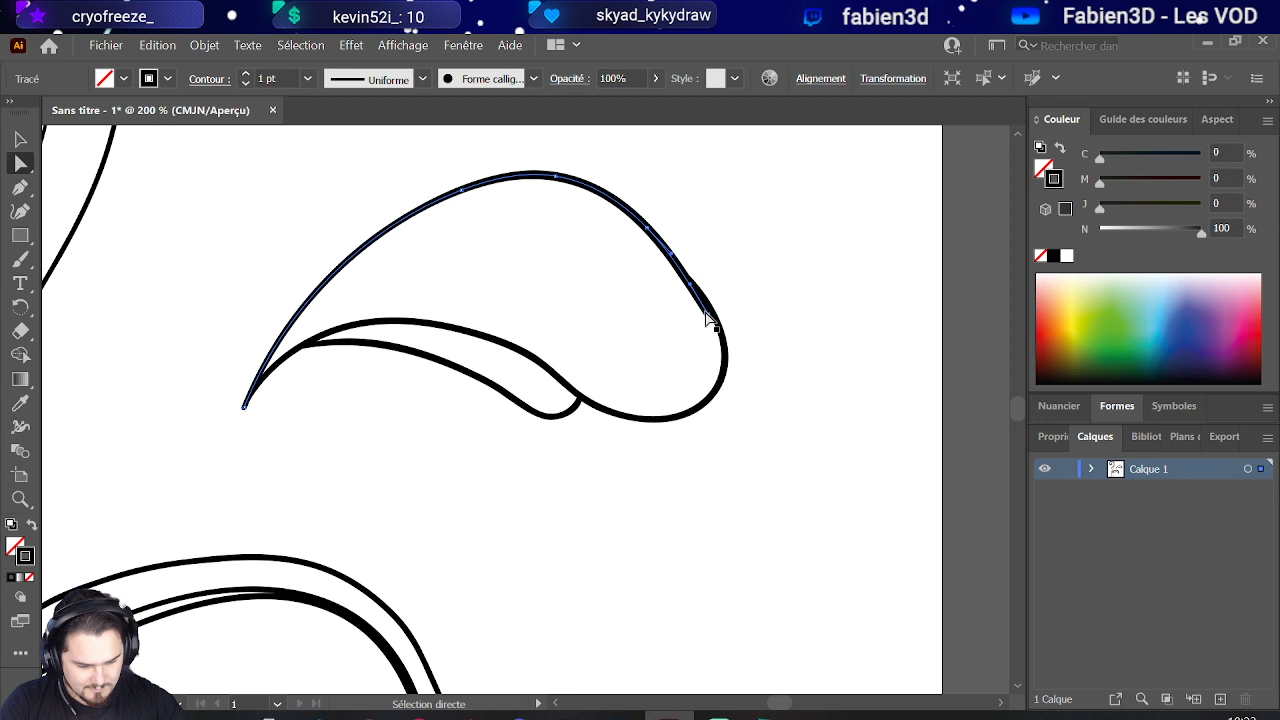 cryofreeze_
kevin52i_: 10
skyad_kykydraw
fabien3d
Fabien3D - Les VOD
Ai
Fichier Edition Objet Texte Sélection Effet Affichage Fenêtre Aide
Rechercher dan
Tracé
Contour :
1 pt
Uniforme
Forme callig...
Opacité :
100%
Style :
Alignement
Transformation
Sans titre - 1* @ 200 % (CMJN/Aperçu)
Couleur
Guide des couleurs
Aspect
C 0 %
M 0 %
J 0 %
N 100 %
Nuancier
Formes
Symboles
Propri
Calques
Bibliot
Plans c
Export
Calque 1
1 Calque
1
Sélection directe